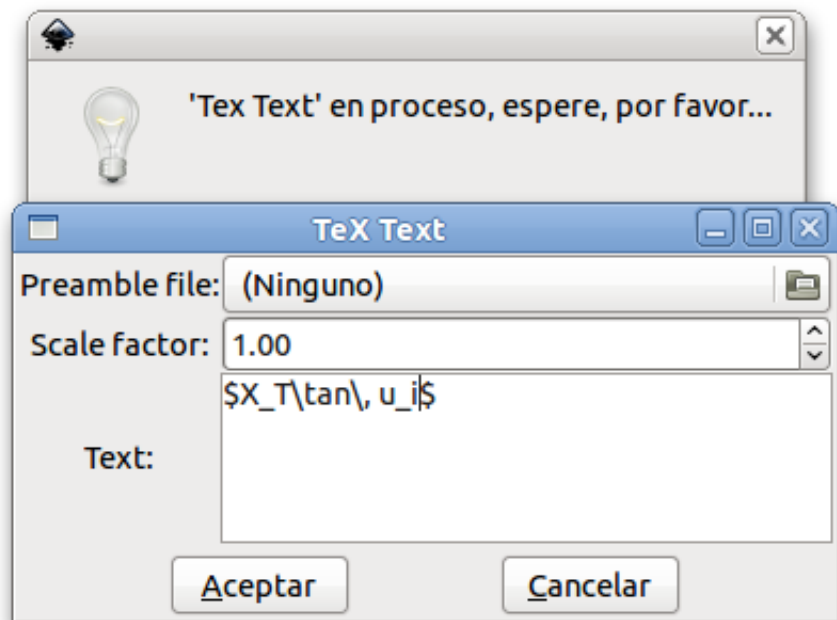 'Tex Text' en proceso, espere, por favor...
TeX Text
Preamble file: (Ninguno)
Scale factor: 1.00
$X_T\tan\, u_i$
Text:
Aceptar Cancelar